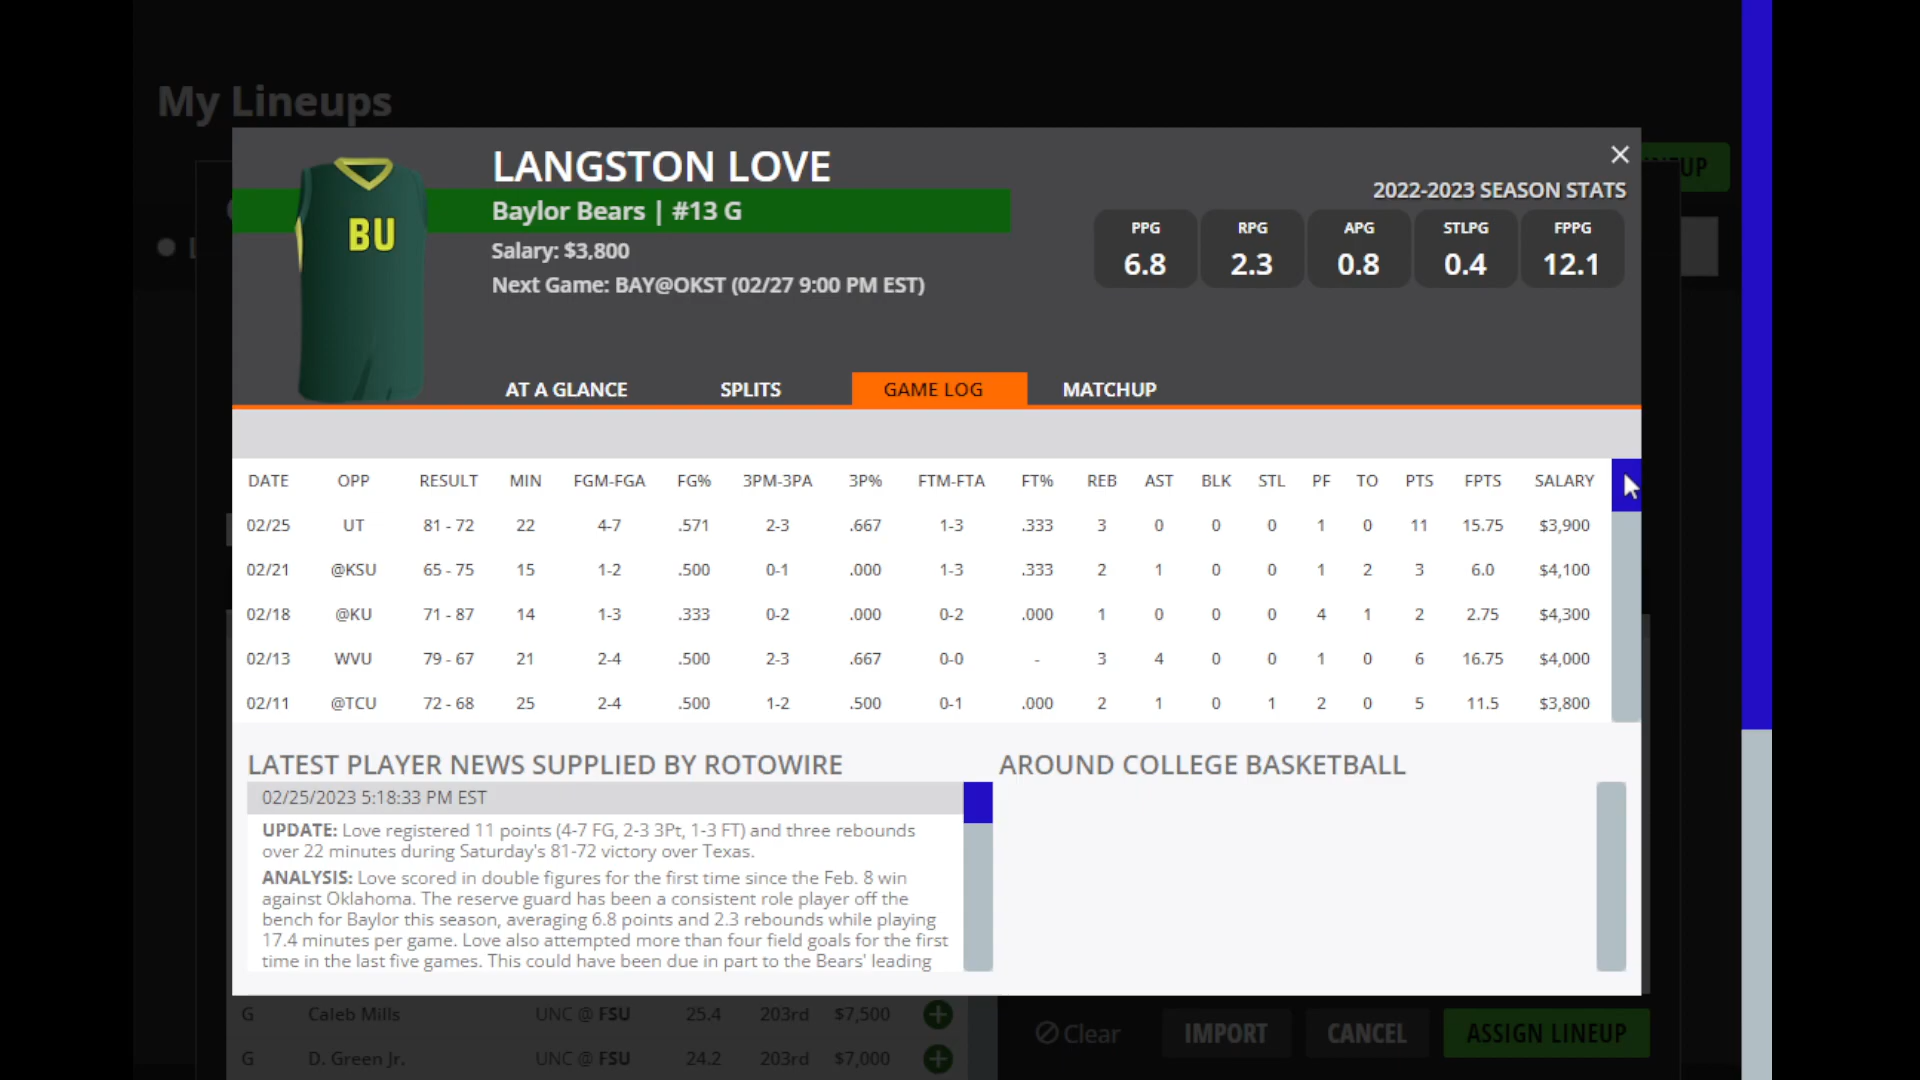 My Lineups
LANGSTON LOVE
Baylor Bears | #13 G
Salary: $3,800
Next Game: BAY@OKST (02/27 9:00 PM EST)
BU
2022-2023 SEASON STATS
PPG RPG APG STLPG FPPG
6.8 2.3 0.8 0.4 12.1
AT A GLANCE SPLITS GAME LOG MATCHUP
DATE OPP RESULT MIN FGM-FGA FG% 3PM-3PA 3P% FTM-FTA FT% REB AST BLK STL PF TO PTS FPTS SALARY
02/25 UT 81 - 72 22 4-7 .571 2-3 .667 1-3 .333 3 0 0 0 1 0 11 15.75 $3,900
02/21 @KSU 65 - 75 15 1-2 .500 0-1 .000 1-3 .333 2 1 0 0 1 2 3 6.0 $4,100
02/18 @KU 71 - 87 14 1-3 .333 0-2 .000 0-2 .000 1 0 0 0 4 1 2 2.75 $4,300
02/13 WVU 79 - 67 21 2-4 .500 2-3 .667 0-0 - 3 4 0 0 1 0 6 16.75 $4,000
02/11 @TCU 72 - 68 25 2-4 .500 1-2 .500 0-1 .000 2 1 0 1 2 0 5 11.5 $3,800
LATEST PLAYER NEWS SUPPLIED BY ROTOWIRE
02/25/2023 5:18:33 PM EST
UPDATE: Love registered 11 points (4-7 FG, 2-3 3Pt, 1-3 FT) and three rebounds
over 22 minutes during Saturday's 81-72 victory over Texas.
ANALYSIS: Love scored in double figures for the first time since the Feb. 8 win
against Oklahoma. The reserve guard has been a consistent role player off the
bench for Baylor this season, averaging 6.8 points and 2.3 rebounds while playing
17.4 minutes per game. Love also attempted more than four field goals for the first
time in the last five games. This could have been due in part to the Bears' leading
AROUND COLLEGE BASKETBALL
G Caleb Mills UNC @ FSU 25.4 203rd $7,500
G D. Green Jr. UNC @ FSU 24.2 203rd $7,000
Clear IMPORT CANCEL ASSIGN LINEUP